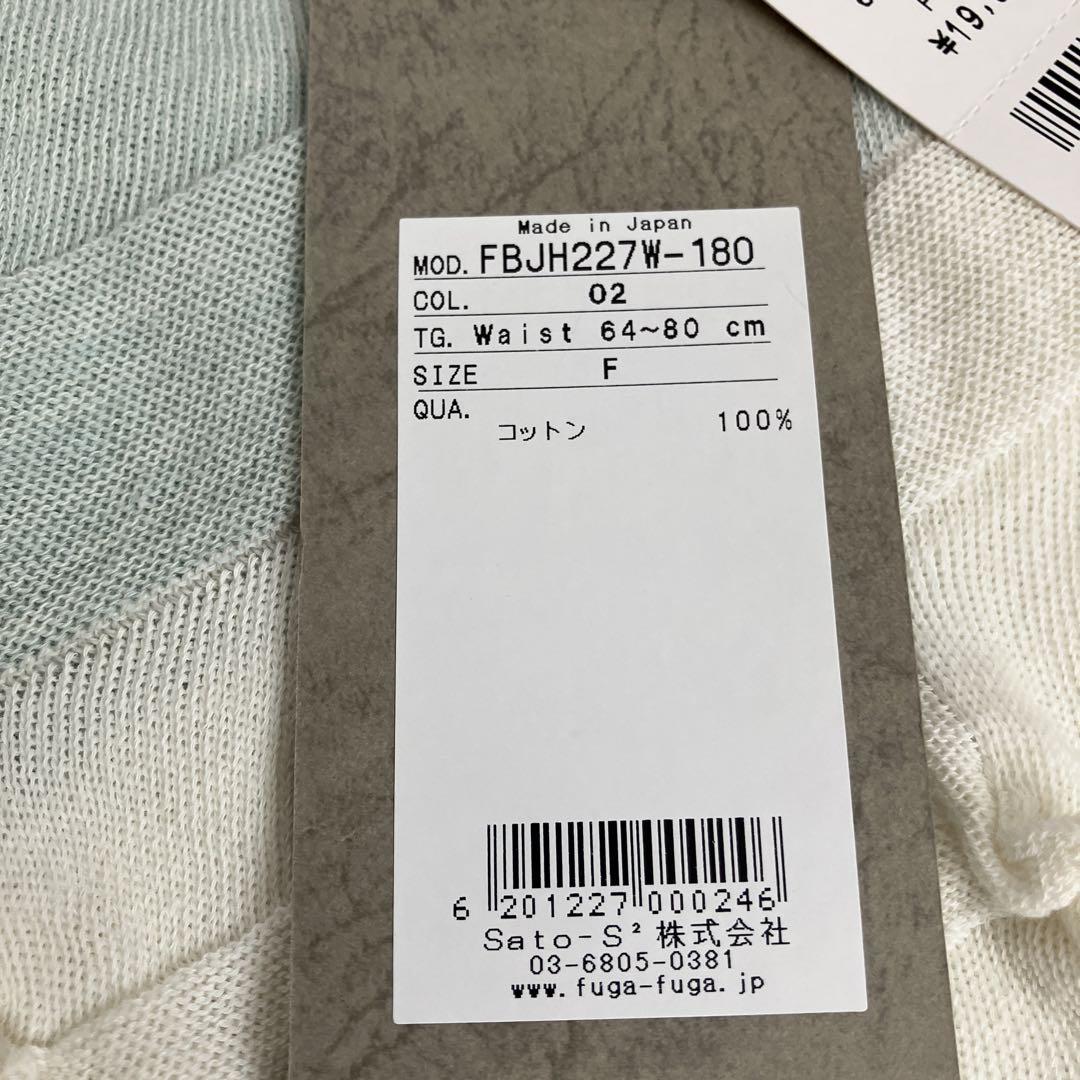 ¥19,
Made in Japan
MOD. FBJH227W-180
COL. 02
TG. Waist 64~80 cm
SIZE F
QUA.
コットン 100%
6 201227 000246
Sato-S² 株式会社
03-6805-0381
www.fuga-fuga.jp